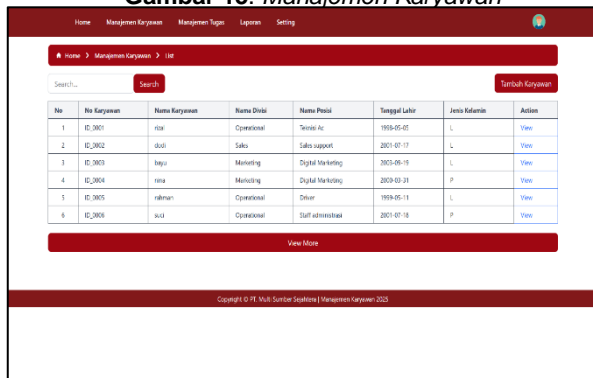 Gambar 10. Manajemen Karyawan
Home Manajemen Karyawan Manajemen Tugas Laporan Setting
Home > Manajemen Karyawan > List
Search... Search Tambah Karyawan
No No Karyawan Nama Karyawan Nama Divisi Nama Posisi Tanggal Lahir Jenis Kelamin Action
1 ID_0001 rizal Operational Teknisi Ac 1998-05-05 L View
2 ID_0002 dodi Sales Sales support 2001-07-17 L View
3 ID_0003 bayu Marketing Digital Marketing 2003-09-19 L View
4 ID_0004 rima Marketing Digital Marketing 2000-03-31 P View
5 ID_0005 rahman Operational Driver 1999-05-11 L View
6 ID_0006 suci Operational Staff administrasi 2001-07-18 P View
View More
Copyright © PT. Multi Sumber Sejahtera | Manajemen Karyawan 2025